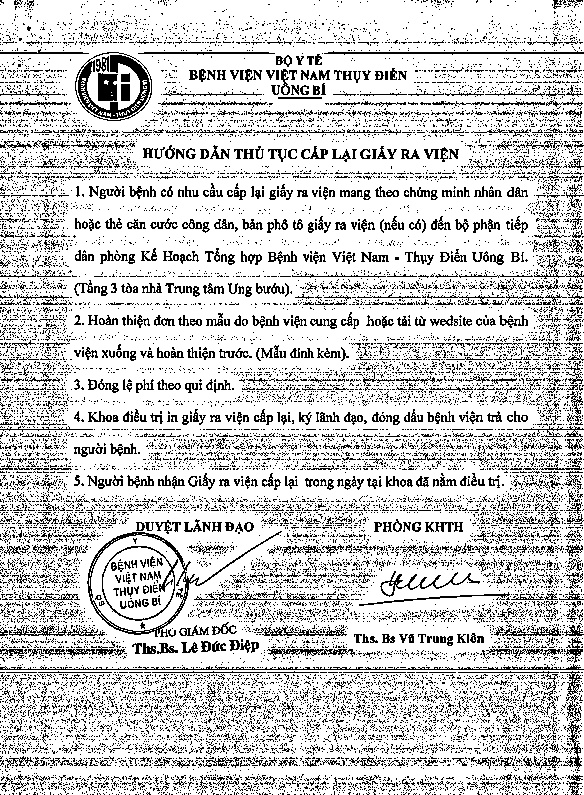 1981
BỘ Y TẾ
BỆNH VIỆN VIỆT NAM THỤY ĐIỂN
UÔNG BÍ
HƯỚNG DẪN THỦ TỤC CẤP LẠI GIẤY RA VIỆN
1. Người bệnh có nhu cầu cấp lại giấy ra viện mang theo chứng minh nhân dân
hoặc thẻ căn cước công dân, bản phô tô giấy ra viện (nếu có) đến bộ phận tiếp
dân phòng Kế Hoạch Tổng hợp Bệnh viện Việt Nam - Thụy Điển Uông Bí.
(Tầng 3 tòa nhà Trung tâm Ung bướu).
2. Hoàn thiện đơn theo mẫu do bệnh viện cung cấp hoặc tải từ wedsite của bệnh
viện xuống và hoàn thiện trước. (Mẫu đính kèm).
3. Đóng lệ phí theo qui định.
4. Khoa điều trị in giấy ra viện cấp lại, ký lãnh đạo, đóng dấu bệnh viện trả cho
người bệnh.
5. Người bệnh nhận Giấy ra viện cấp lại trong ngày tại khoa đã nằm điều trị.
DUYỆT LÃNH ĐẠO
PHÒNG KHTH
BỆNH VIỆN
VIỆT NAM
THỤY ĐIỂN
UÔNG BÍ
PHÓ GIÁM ĐỐC
Ths.Bs. Lê Đức Điệp
Ths. Bs Vũ Trung Kiên